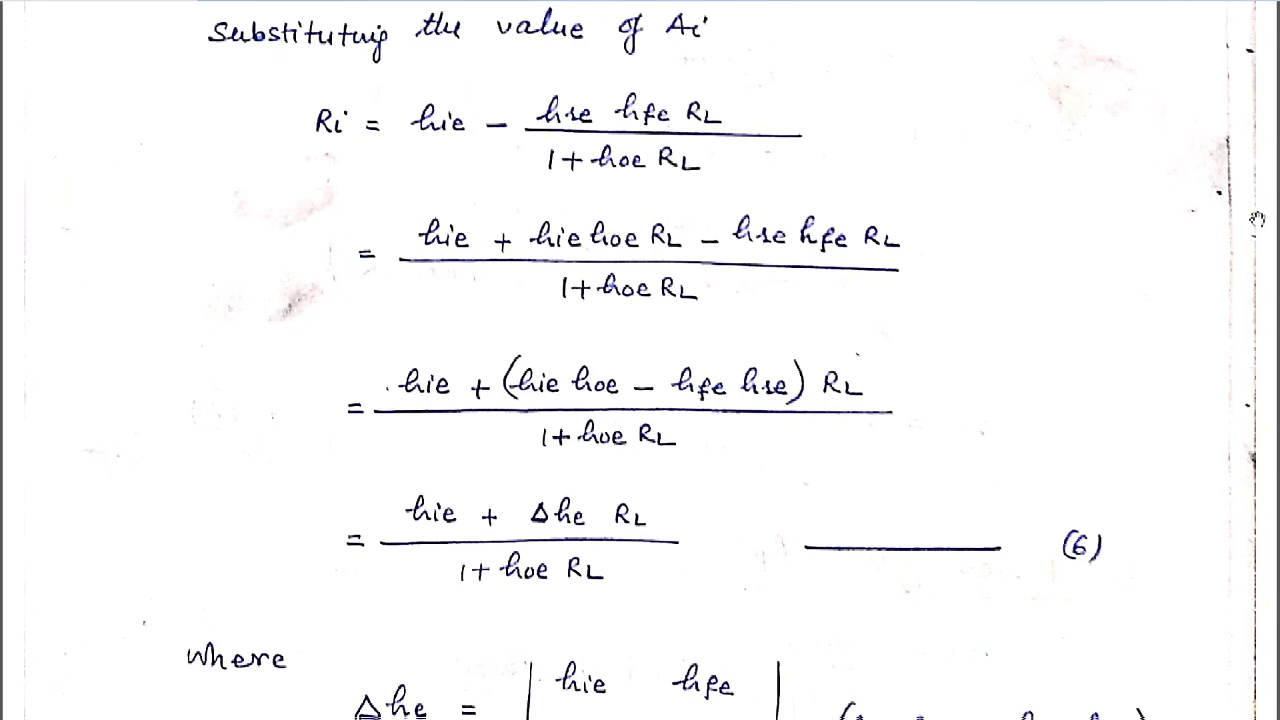 Substituting the value of Ai
Ri = hie - hre hfe RL / 1 + hoe RL
= hie + hie hoe RL - hre hfe RL / 1 + hoe RL
= hie + (hie hoe - hfe hre) RL / 1 + hoe RL
= hie + Δhe RL / 1 + hoe RL (6)
Where
Δhe = | hie hfe |